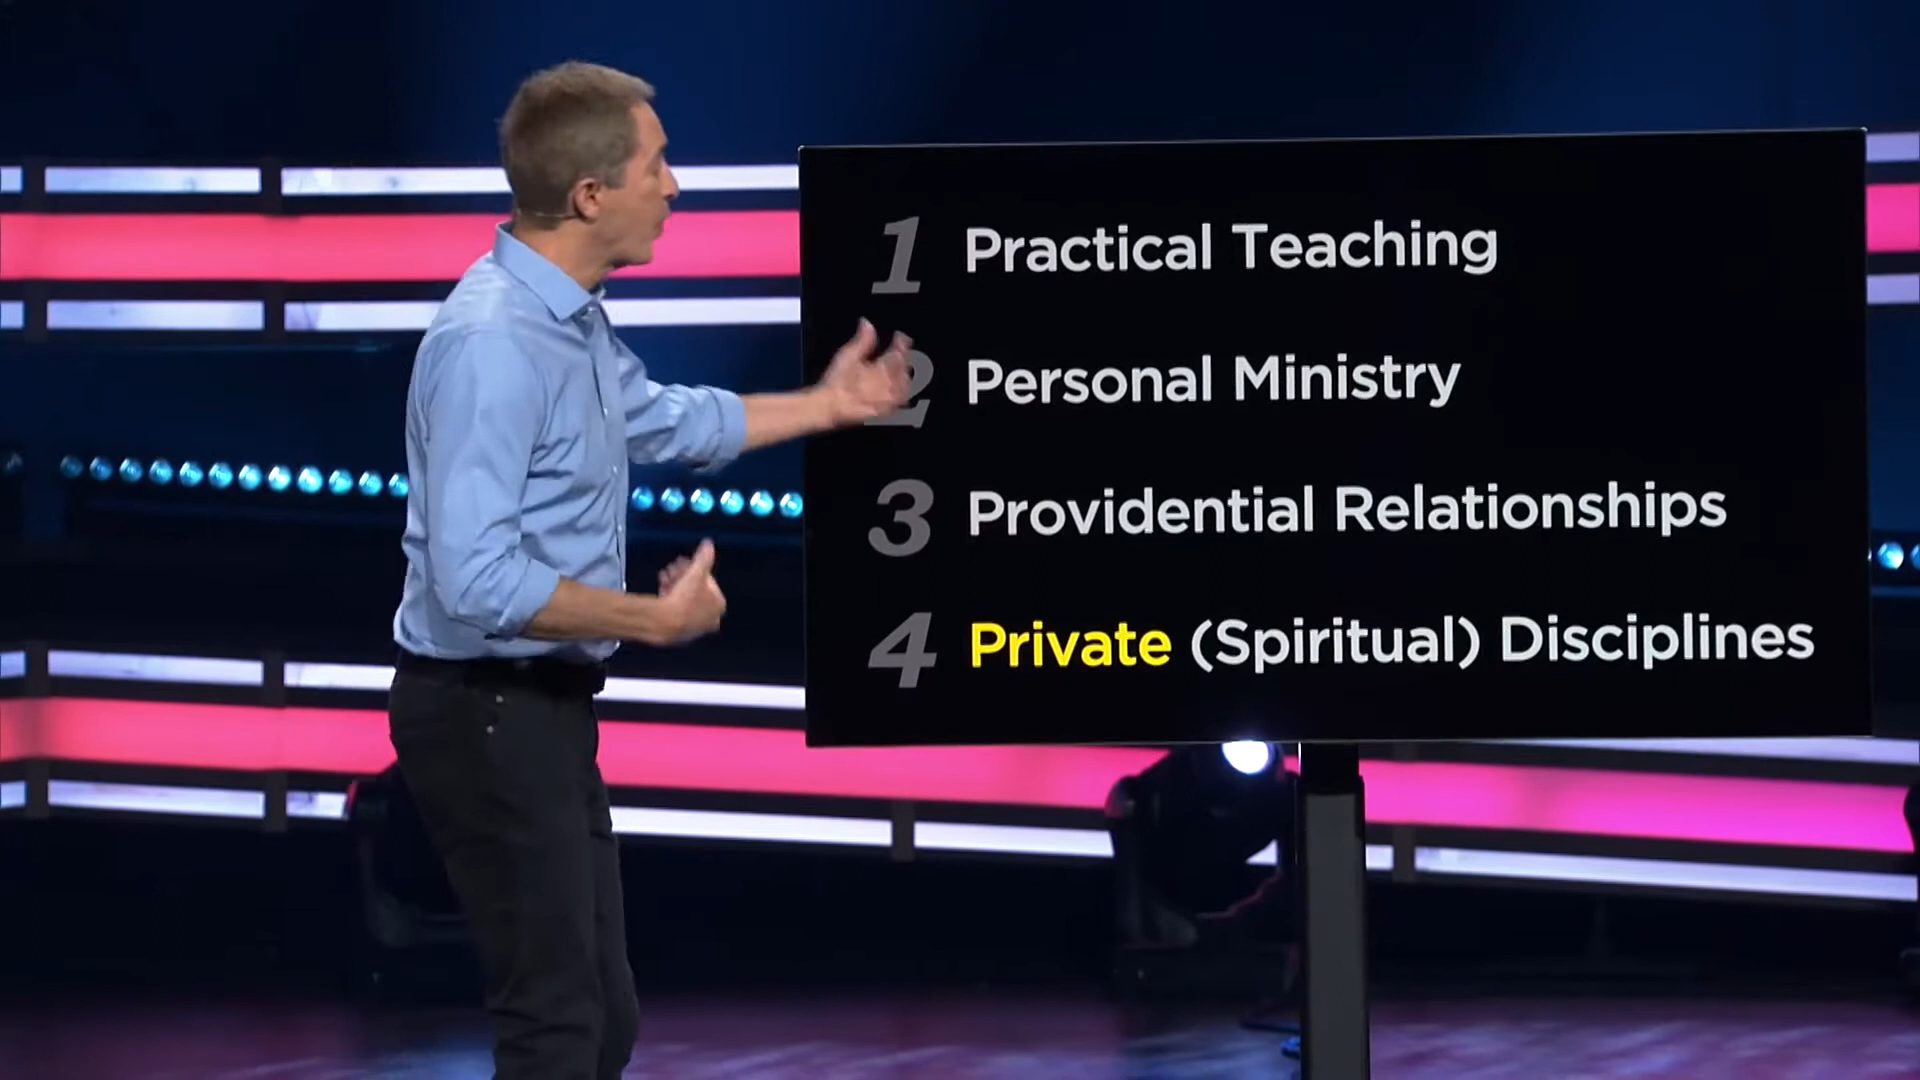 1 Practical Teaching
2 Personal Ministry
3 Providential Relationships
4 Private (Spiritual) Disciplines